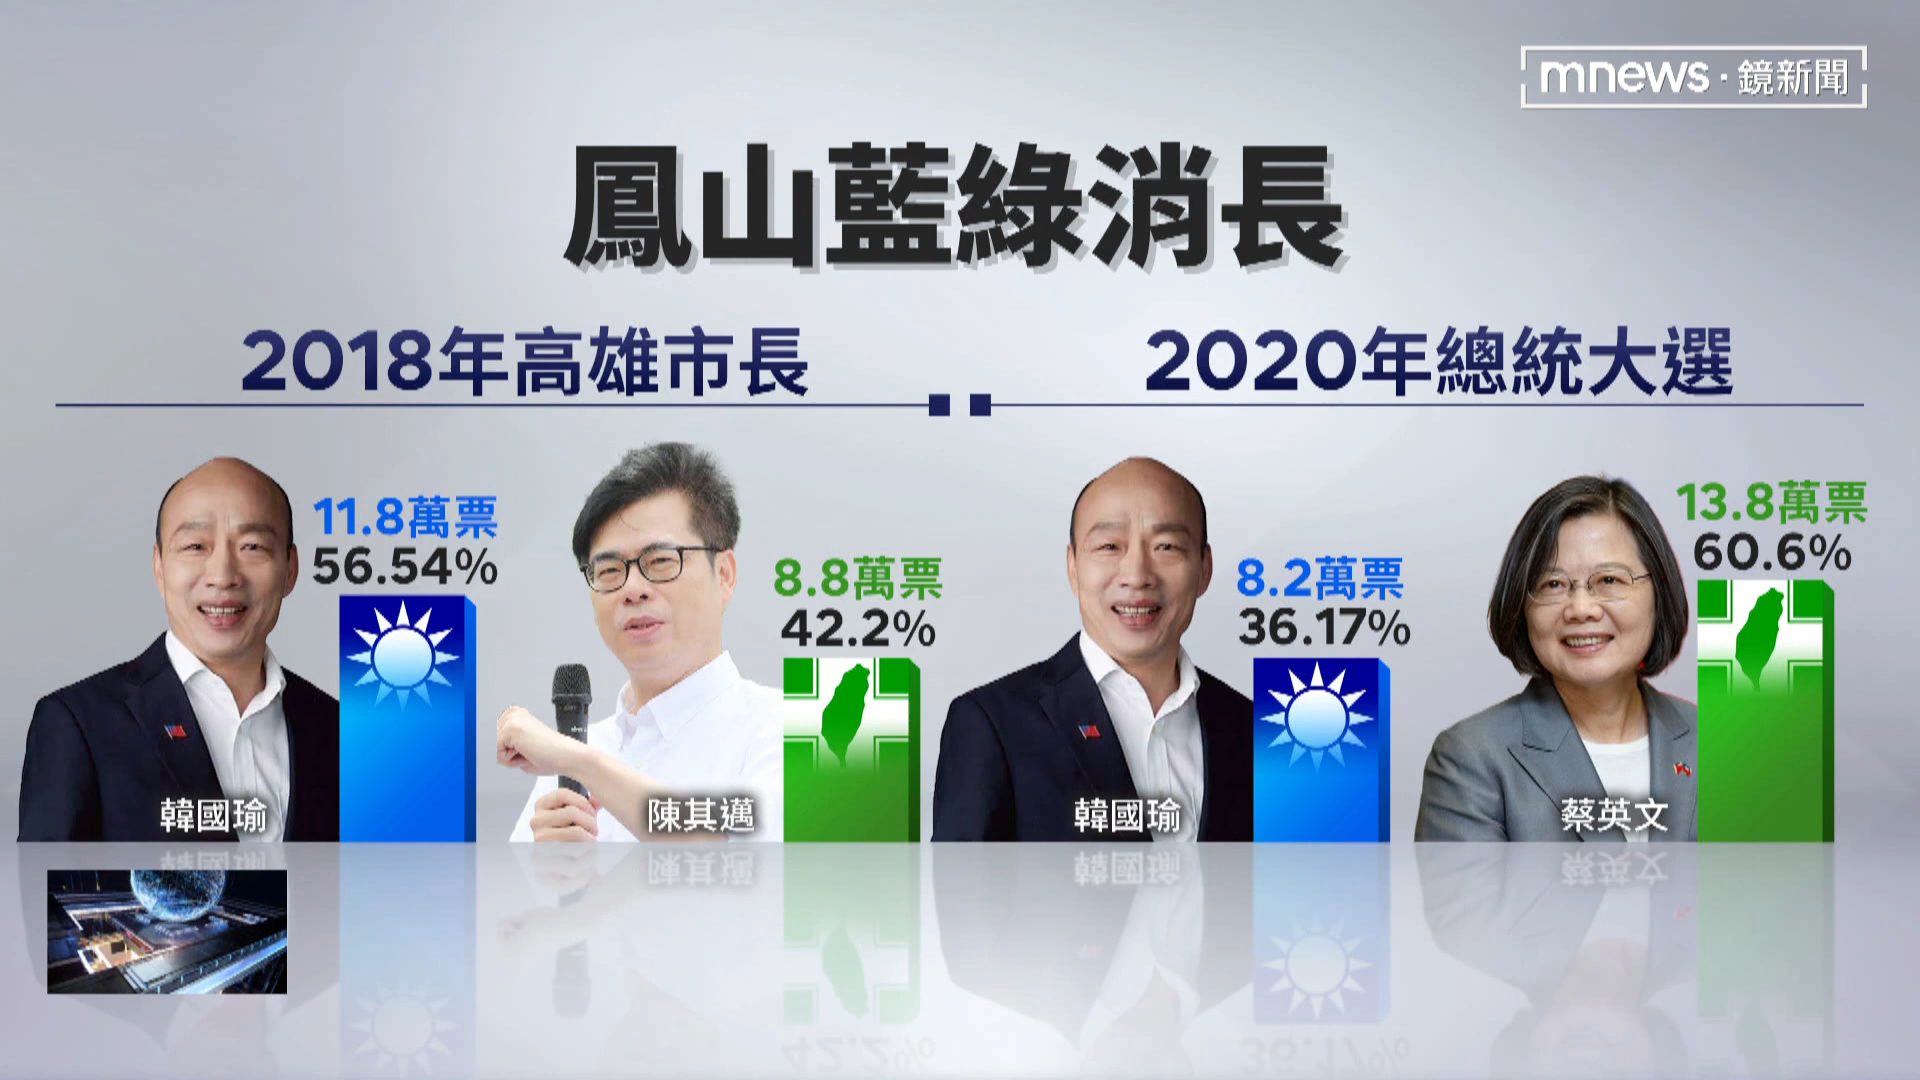 mnews·鏡新聞
鳳山藍綠消長
2018年高雄市長
2020年總統大選
11.8萬票
56.54%
韓國瑜
8.8萬票
42.2%
陳其邁
8.2萬票
36.17%
韓國瑜
13.8萬票
60.6%
蔡英文